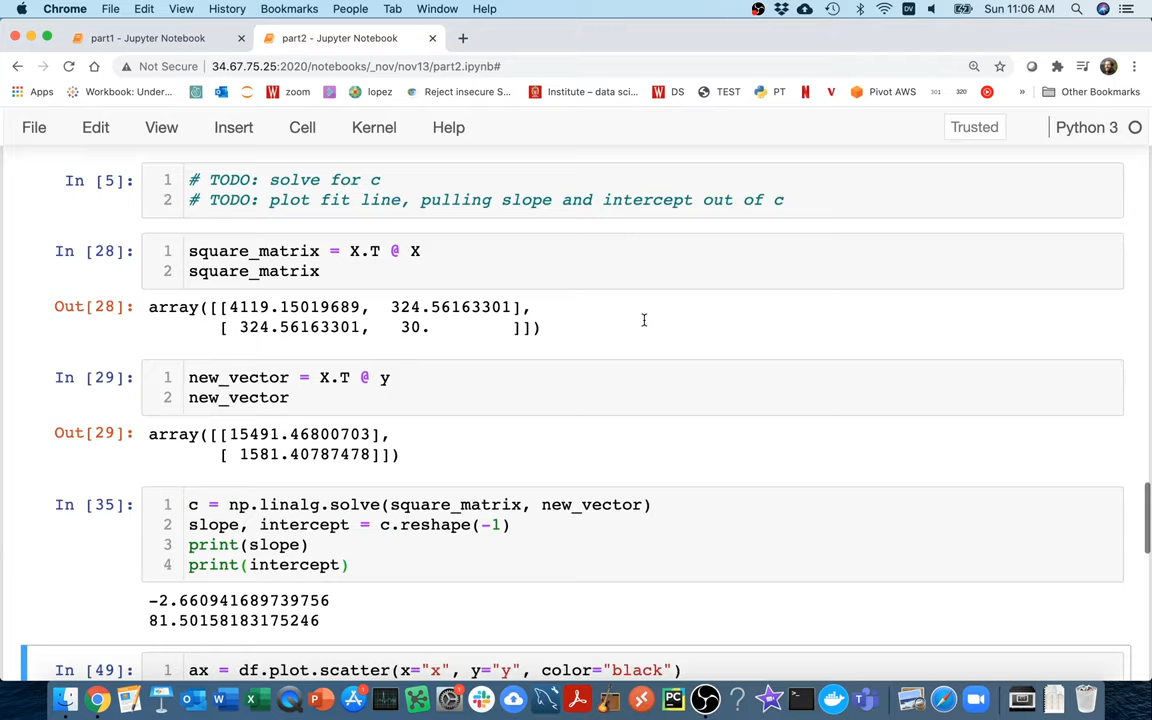 Chrome File Edit View History Bookmarks People Tab Window Help Sun 11:06 AM
part1 - Jupyter Notebook part2 - Jupyter Notebook
Not Secure 34.67.75.25:2020/notebooks/_nov/nov13/part2.ipynb#
Apps Workbook: Unter... zoom lopez Reject insecure S... Institute – data sci... DS TEST PT Pivot AWS 301 320 Other Bookmarks
File Edit View Insert Cell Kernel Help Trusted Python 3
In [5]: 1 # TODO: solve for c
2 # TODO: plot fit line, pulling slope and intercept out of c
In [28]: 1 square_matrix = X.T @ X
2 square_matrix
Out[28]: array([[4119.15019689, 324.56163301],
[ 324.56163301, 30. ]])
In [29]: 1 new_vector = X.T @ y
2 new_vector
Out[29]: array([[15491.46800703],
[ 1581.40787478]])
In [35]: 1 c = np.linalg.solve(square_matrix, new_vector)
2 slope, intercept = c.reshape(-1)
3 print(slope)
4 print(intercept)
-2.660941689739756
81.50158183175246
In [49]: 1 ax = df.plot.scatter(x="x", y="y", color="black")